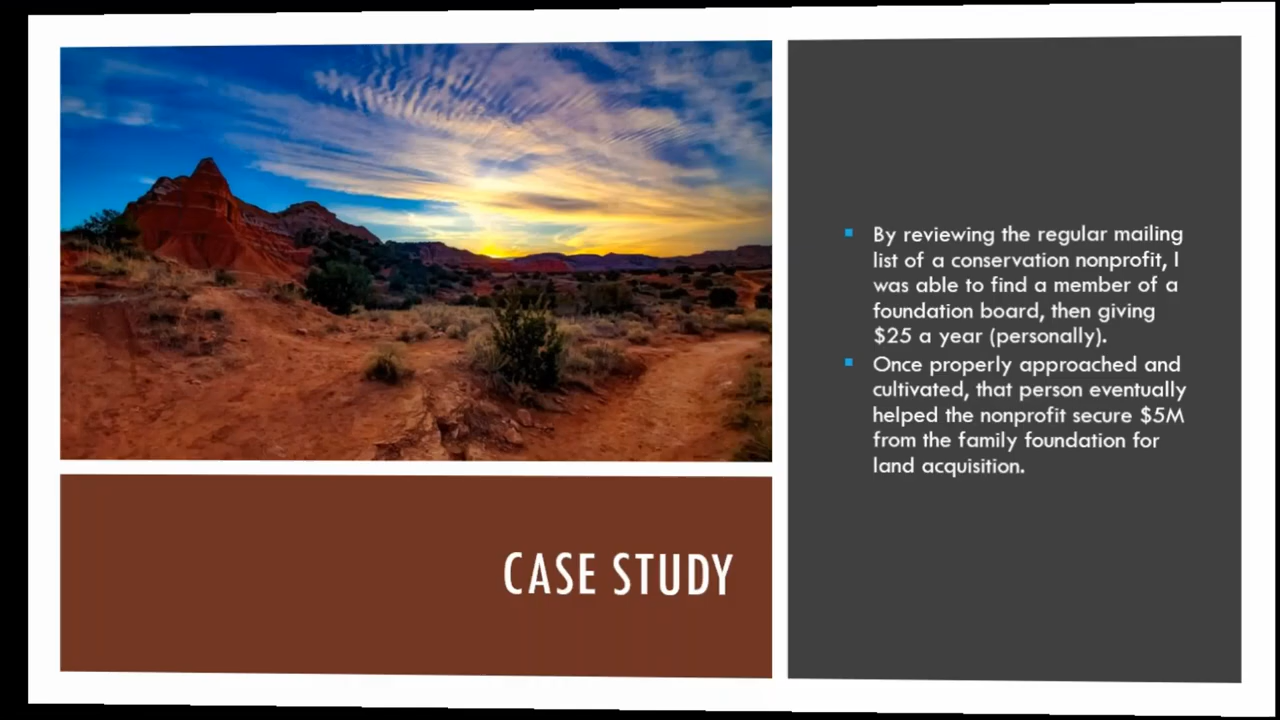 CASE STUDY
By reviewing the regular mailing
list of a conservation nonprofit, I
was able to find a member of a
foundation board, then giving
$25 a year (personally).
Once properly approached and
cultivated, that person eventually
helped the nonprofit secure $5M
from the family foundation for
land acquisition.